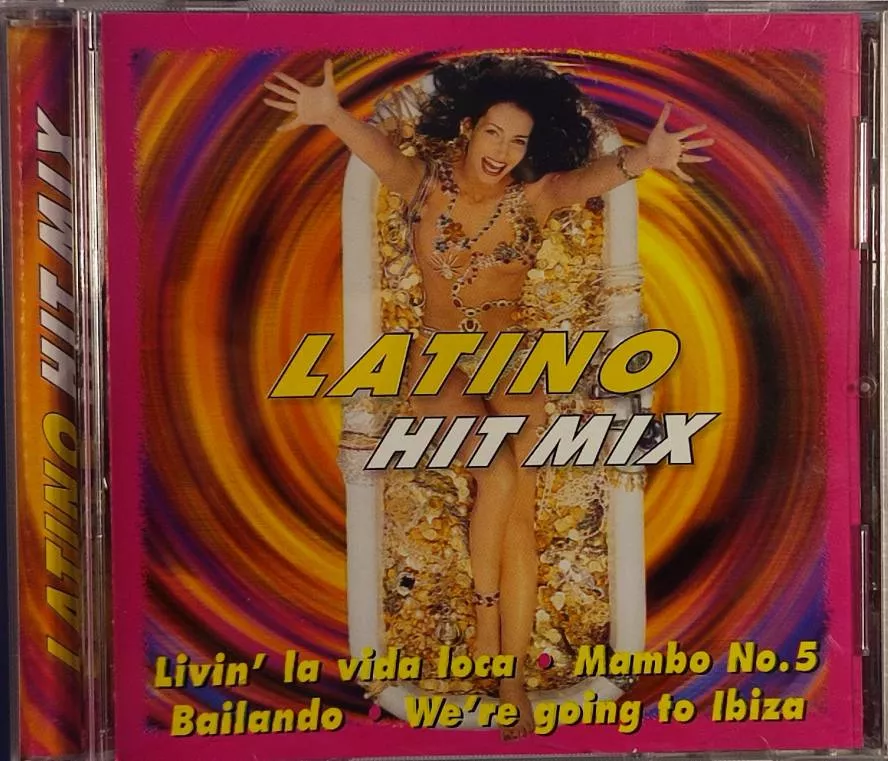 LATINO HIT MIX
LATINO
HIT MIX
Livin' la vida loca • Mambo No.5
Bailando • We're going to Ibiza